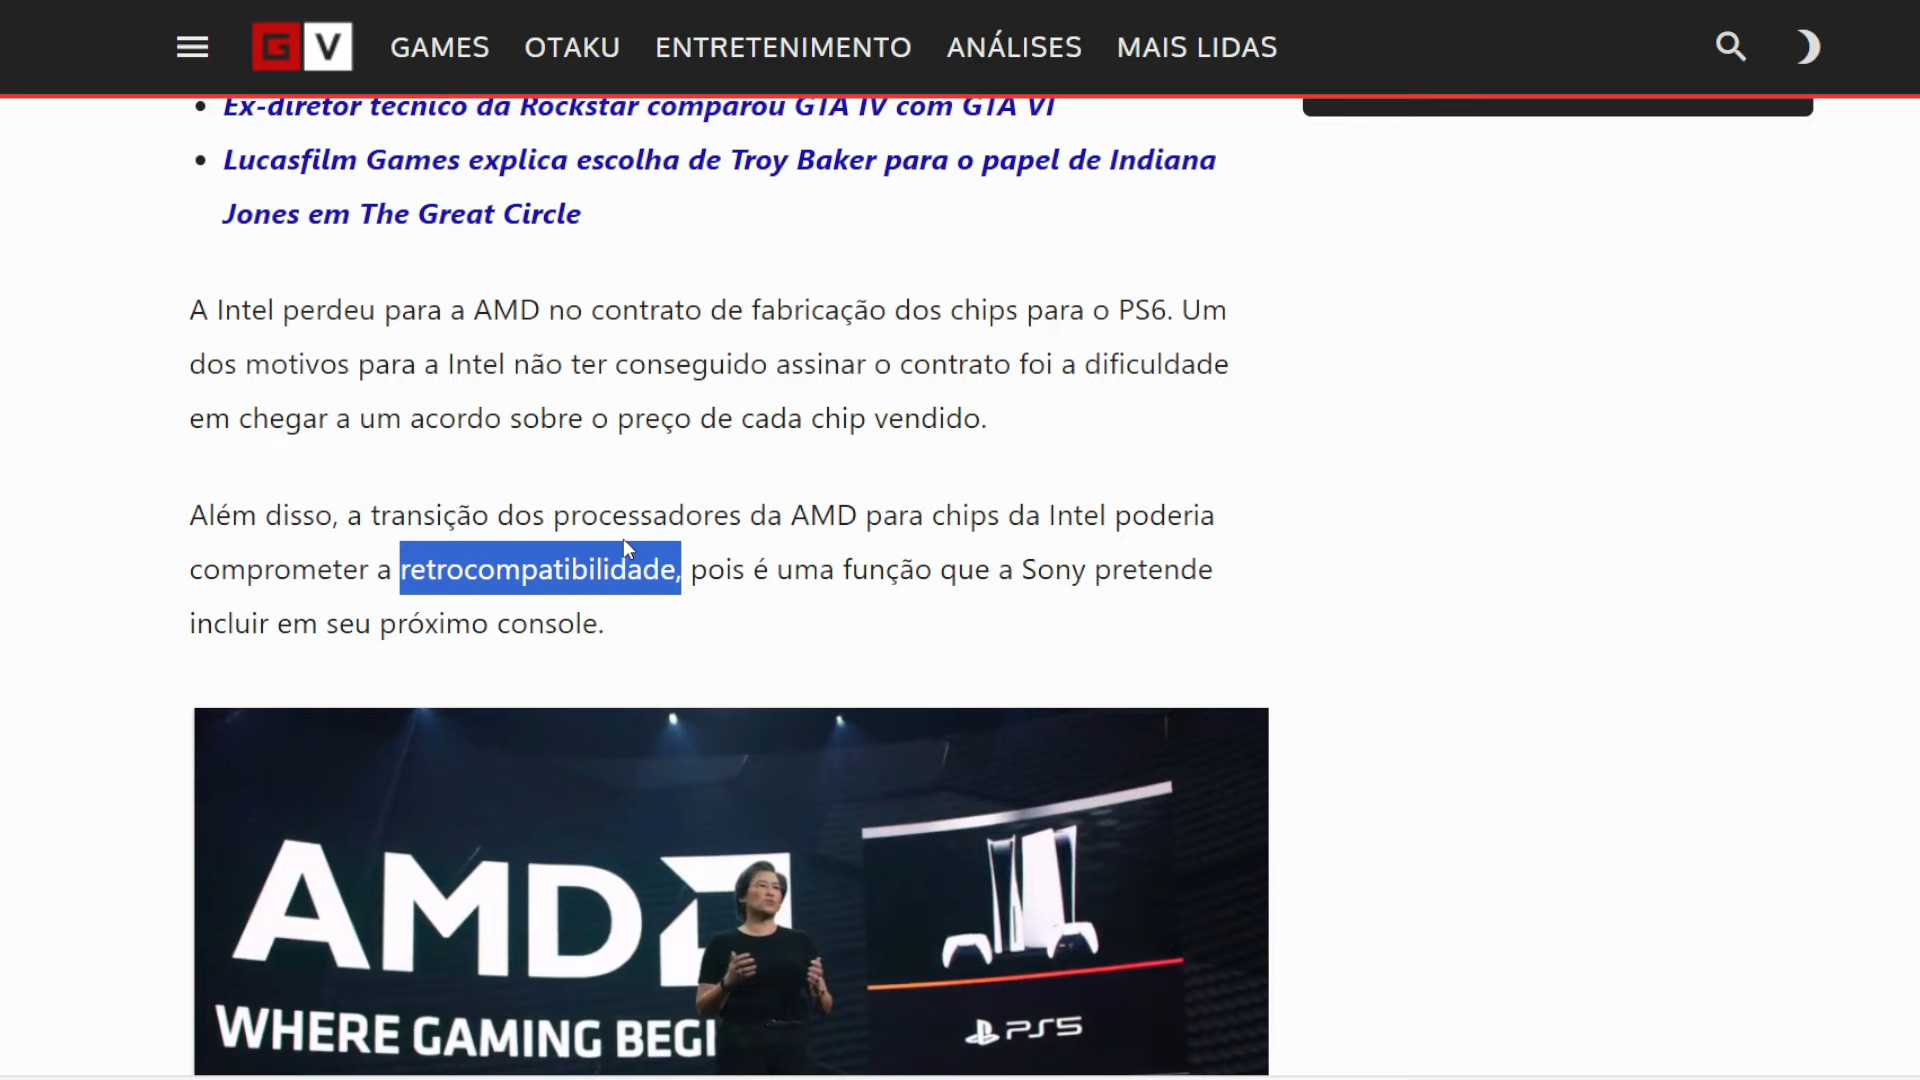 G V GAMES OTAKU ENTRETENIMENTO ANÁLISES MAIS LIDAS
Ex-diretor técnico da Rockstar comparou GTA IV com GTA VI
Lucasfilm Games explica escolha de Troy Baker para o papel de Indiana
Jones em The Great Circle
A Intel perdeu para a AMD no contrato de fabricação dos chips para o PS6. Um
dos motivos para a Intel não ter conseguido assinar o contrato foi a dificuldade
em chegar a um acordo sobre o preço de cada chip vendido.
Além disso, a transição dos processadores da AMD para chips da Intel poderia
comprometer a retrocompatibilidade, pois é uma função que a Sony pretende
incluir em seu próximo console.
AMD
WHERE GAMING BEGI
PS5